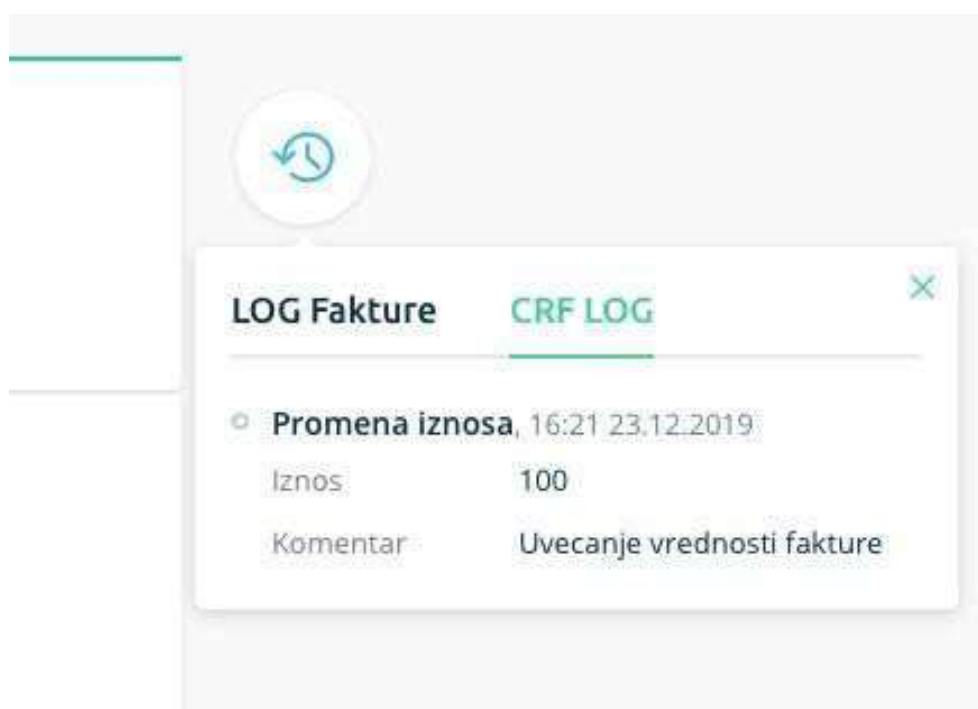 LOG Fakture CRF LOG
Promena iznosa, 16:21 23.12.2019
Iznos 100
Komentar Uvecanje vrednosti fakture